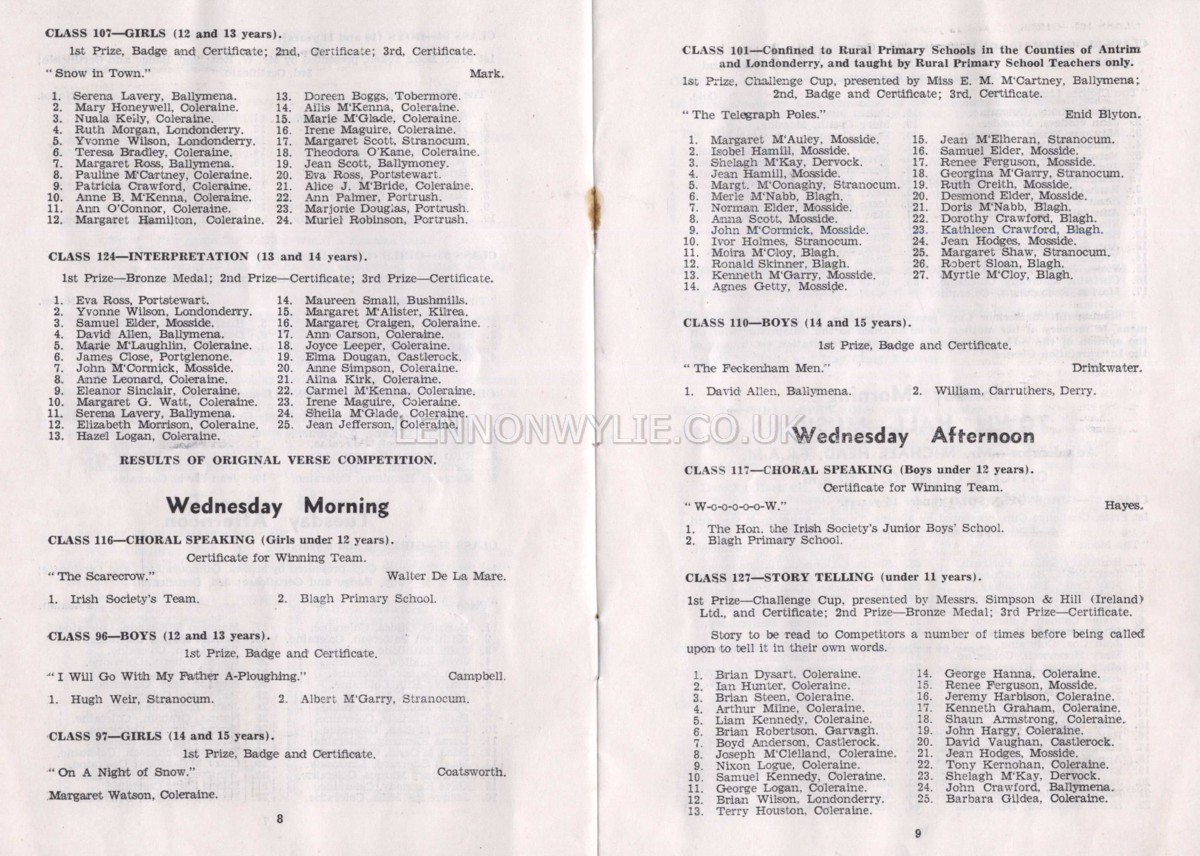 CLASS 107—GIRLS (12 and 13 years).
1st Prize, Badge and Certificate; 2nd, Certificate; 3rd, Certificate.
"Snow in Town." Mark.
1. Serena Lavery, Ballymena.
2. Mary Honeywell, Coleraine.
3. Nuala Kelly, Coleraine.
4. Ruth Morgan, Londonderry.
5. Yvonne Wilson, Londonderry.
6. Teresa Bradley, Coleraine.
7. Margaret Ross, Ballymena.
8. Pauline M'Cartney, Coleraine.
9. Patricia Crawford, Coleraine.
10. Anne B. M'Kenna, Coleraine.
11. Ann O'Connor, Coleraine.
12. Margaret Hamilton, Coleraine.
13. Doreen Boggs, Tobermore.
14. Ailis M'Kenna, Coleraine.
15. Marie M'Glade, Coleraine.
16. Irene Maguire, Coleraine.
17. Margaret Scott, Stranocum.
18. Theodora O'Kane, Coleraine.
19. Jean Scott, Ballymoney.
20. Eva Ross, Portstewart.
21. Alice J. M'Bride, Coleraine.
22. Ann Palmer, Portrush.
23. Marjorie Douglas, Portrush.
24. Muriel Robinson, Portrush.
CLASS 124—INTERPRETATION (13 and 14 years).
1st Prize—Bronze Medal; 2nd Prize—Certificate; 3rd Prize—Certificate.
1. Eva Ross, Portstewart.
2. Yvonne Wilson, Londonderry.
3. Samuel Elder, Mosside.
4. David Allen, Ballymena.
5. Marie M'Laughlin, Coleraine.
6. James Close, Portglenone.
7. John M'Cormick, Mosside.
8. Anne Leonard, Coleraine.
9. Eleanor Sinclair, Coleraine.
10. Margaret G. Watt, Coleraine.
11. Serena Lavery, Ballymena.
12. Elizabeth Morrison, Coleraine.
13. Hazel Logan, Coleraine.
14. Maureen Small, Bushmills.
15. Margaret M'Alister, Kilrea.
16. Margaret Craigen, Coleraine.
17. Ann Carson, Coleraine.
18. Joyce Leeper, Coleraine.
19. Elma Dougan, Castlerock.
20. Anne Simpson, Coleraine.
21. Ailna Kirk, Coleraine.
22. Carmel M'Kenna, Coleraine.
23. Irene Maguire, Coleraine.
24. Sheila M'Glade, Coleraine.
25. Jean Jefferson, Coleraine.
RESULTS OF ORIGINAL VERSE COMPETITION.
Wednesday Morning
CLASS 116—CHORAL SPEAKING (Girls under 12 years).
Certificate for Winning Team.
"The Scarecrow." Walter De La Mare.
1. Irish Society's Team. 2. Blagh Primary School.
CLASS 96—BOYS (12 and 13 years).
1st Prize, Badge and Certificate.
"I Will Go With My Father A-Ploughing." Campbell.
1. Hugh Weir, Stranocum. 2. Albert M'Garry, Stranocum.
CLASS 97—GIRLS (14 and 15 years).
1st Prize, Badge and Certificate.
"On A Night of Snow." Coatsworth.
Margaret Watson, Coleraine.
8
CLASS 101—Confined to Rural Primary Schools in the Counties of Antrim
and Londonderry, and taught by Rural Primary School Teachers only.
1st Prize, Challenge Cup, presented by Miss E. M. M'Cartney, Ballymena;
2nd, Badge and Certificate; 3rd, Certificate.
"The Telegraph Poles." Enid Blyton.
1. Margaret M'Auley, Mosside.
2. Isobel Hamill, Mosside.
3. Shelagh M'Kay, Dervock.
4. Jean Hamill, Mosside.
5. Margt. M'Conaghy, Stranocum.
6. Merle M'Nabb, Blagh.
7. Norman Elder, Mosside.
8. Anna Scott, Mosside.
9. John M'Cormick, Mosside.
10. Ivor Holmes, Stranocum.
11. Moira M'Cloy, Blagh.
12. Ronald Skinner, Blagh.
13. Kenneth M'Garry, Mosside.
14. Agnes Getty, Mosside.
15. Jean M'Elheran, Stranocum.
16. Samuel Elder, Mosside.
17. Renee Ferguson, Mosside.
18. Georgina M'Garry, Stranocum.
19. Ruth Creith, Mosside.
20. Desmond Elder, Mosside.
21. Doris M'Nabb, Blagh.
22. Dorothy Crawford, Blagh.
23. Kathleen Crawford, Blagh.
24. Jean Hodges, Mosside.
25. Margaret Shaw, Stranocum.
26. Robert Sloan, Blagh.
27. Myrtle M'Cloy, Blagh.
CLASS 110—BOYS (14 and 15 years).
1st Prize, Badge and Certificate.
"The Feckenham Men." Drinkwater.
1. David Allen, Ballymena. 2. William, Carruthers, Derry.
LENNONWYLIE.CO.UK
Wednesday Afternoon
CLASS 117—CHORAL SPEAKING (Boys under 12 years).
Certificate for Winning Team.
"W-o-o-o-o-o-W." Hayes.
1. The Hon. the Irish Society's Junior Boys' School.
2. Blagh Primary School.
CLASS 127—STORY TELLING (under 11 years).
1st Prize—Challenge Cup, presented by Messrs. Simpson & Hill (Ireland)
Ltd., and Certificate; 2nd Prize—Bronze Medal; 3rd Prize—Certificate.
Story to be read to Competitors a number of times before being called
upon to tell it in their own words.
1. Brian Dysart, Coleraine.
2. Ian Hunter, Coleraine.
3. Brian Steen, Coleraine.
4. Arthur Milne, Coleraine.
5. Liam Kennedy, Coleraine.
6. Brian Robertson, Garvagh.
7. Boyd Anderson, Castlerock.
8. Joseph M'Clelland, Coleraine.
9. Nixon Logue, Coleraine.
10. Samuel Kennedy, Coleraine.
11. George Logan, Coleraine.
12. Brian Wilson, Londonderry.
13. Terry Houston, Coleraine.
14. George Hanna, Coleraine.
15. Renee Ferguson, Mosside.
16. Jeremy Harbison, Coleraine.
17. Kenneth Graham, Coleraine.
18. Shaun Armstrong, Coleraine.
19. John Hargy, Coleraine.
20. David Vaughan, Castlerock.
21. Jean Hodges, Mosside.
22. Tony Kernohan, Coleraine.
23. Shelagh M'Kay, Dervock.
24. John Crawford, Ballymena.
25. Barbara Gildea, Coleraine.
9